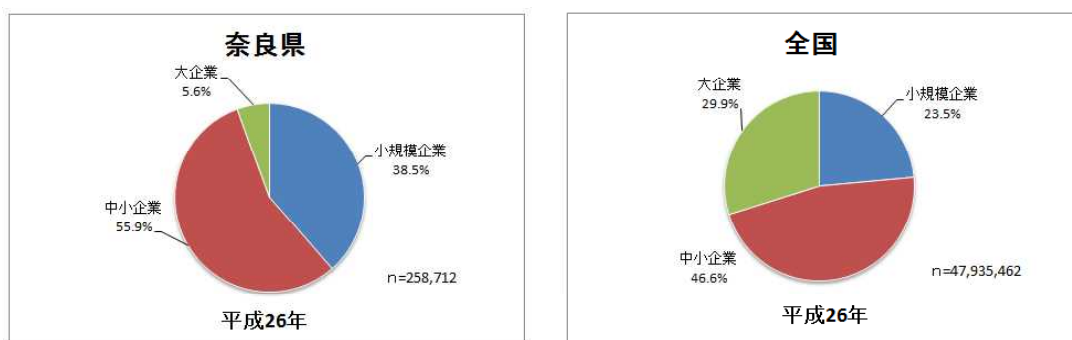 奈良県
大企業
5.6%
小規模企業
38.5%
中小企業
55.9%
n=258,712
平成26年
全国
大企業
29.9%
小規模企業
23.5%
中小企業
46.6%
n=47,935,462
平成26年